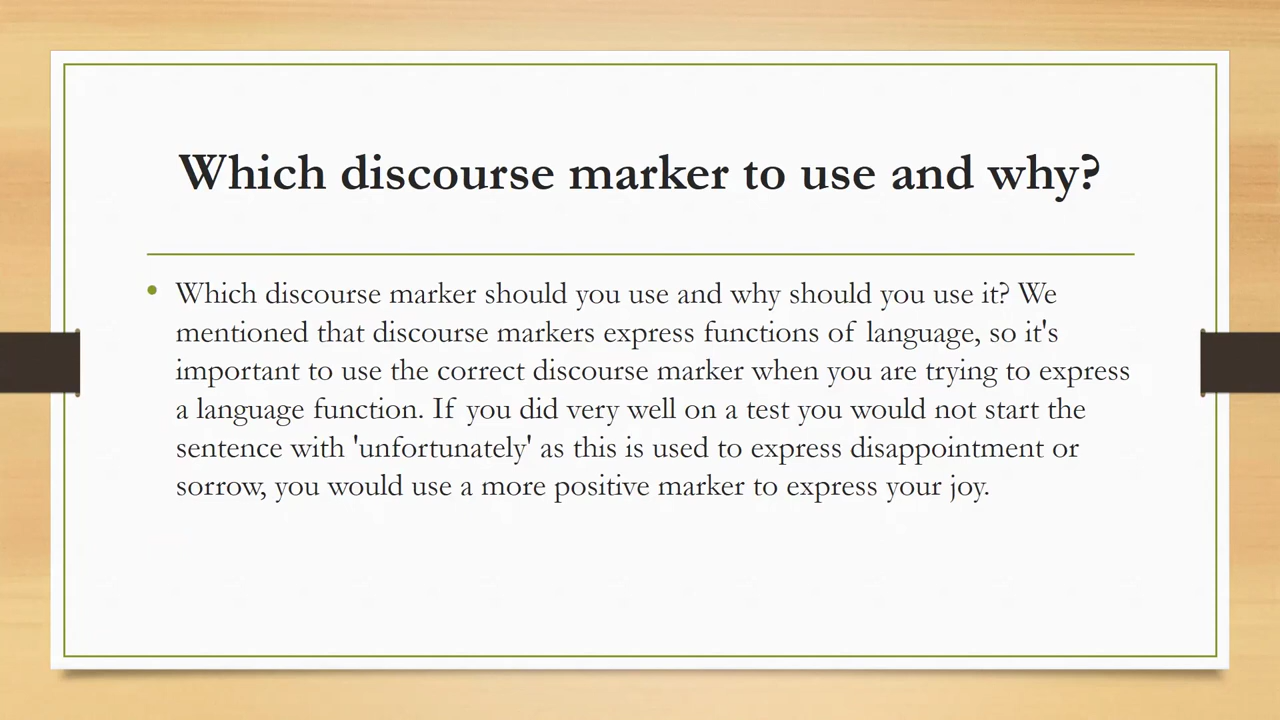 Which discourse marker to use and why?
• Which discourse marker should you use and why should you use it? We
mentioned that discourse markers express functions of language, so it's
important to use the correct discourse marker when you are trying to express
a language function. If you did very well on a test you would not start the
sentence with 'unfortunately' as this is used to express disappointment or
sorrow, you would use a more positive marker to express your joy.